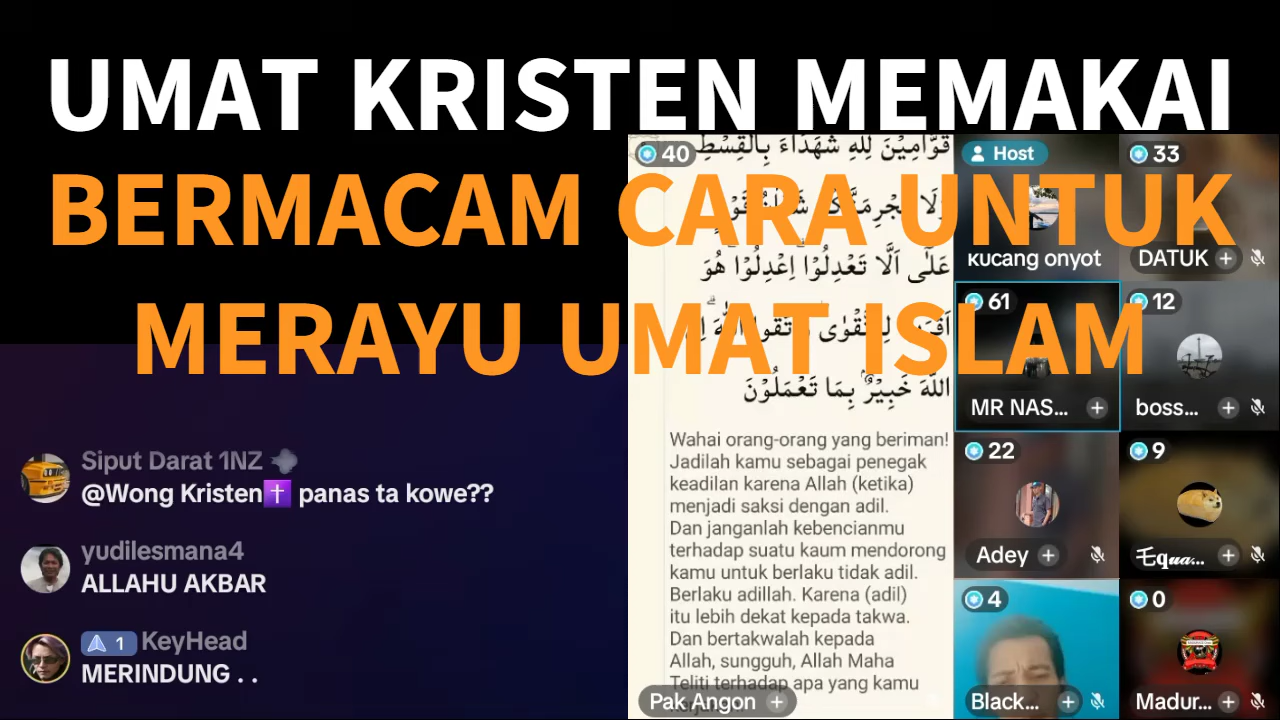 UMAT KRISTEN MEMAKAI
BERMACAM CARA UNTUK
MERAYU UMAT ISLAM
Siput Darat 1NZ
@Wong Kristen✝️ panas ta kowe??
yudilesmana4
ALLAHU AKBAR
1 KeyHead
MERINDUNG . .
40
قَوَّامِيْنَ لِلّٰهِ شُهَدَاۤءَ بِالْقِسْطِ
عَلٰٓى اَلَّا تَعْدِلُوْا ۗاِعْدِلُوْا ۗهُوَ
اللّٰهَ خَبِيْرٌۢ بِمَا تَعْمَلُوْنَ
Wahai orang-orang yang beriman!
Jadilah kamu sebagai penegak
keadilan karena Allah (ketika)
menjadi saksi dengan adil.
Dan janganlah kebencianmu
terhadap suatu kaum mendorong
kamu untuk berlaku tidak adil.
Berlaku adillah. Karena (adil)
itu lebih dekat kepada takwa.
Dan bertakwalah kepada
Allah, sungguh, Allah Maha
Teliti terhadap apa yang kamu
Pak Angon +
Host
kucang onyot
33
DATUK +
61
MR NAS... +
12
boss... +
22
Adey +
9
4
Black... +
0
Madur... +